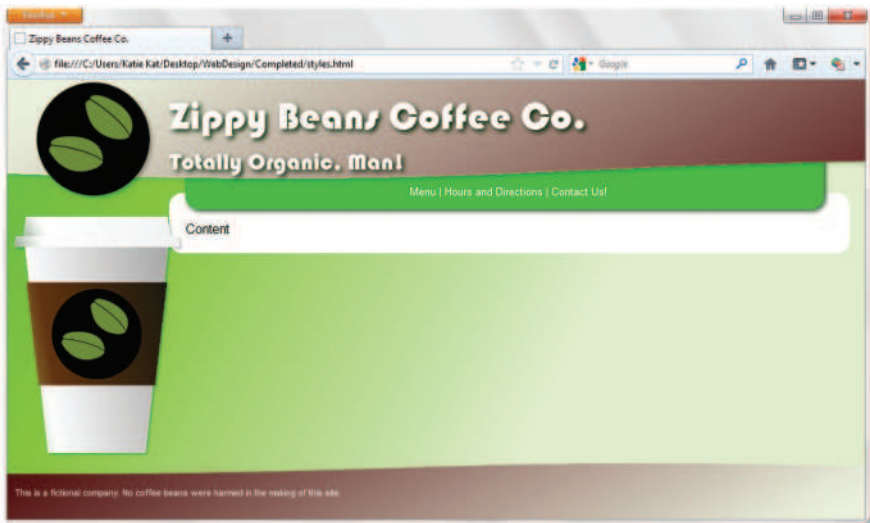 Firefox
Zippy Beans Coffee Co.
file:///C:/Users/Katie Kat/Desktop/WebDesign/Completed/styles.html
Google
Zippy Beans Coffee Co.
Totally Organic, Man!
Menu | Hours and Directions | Contact Us!
Content
This is a fictional company. No coffee beans were harmed in the making of this site